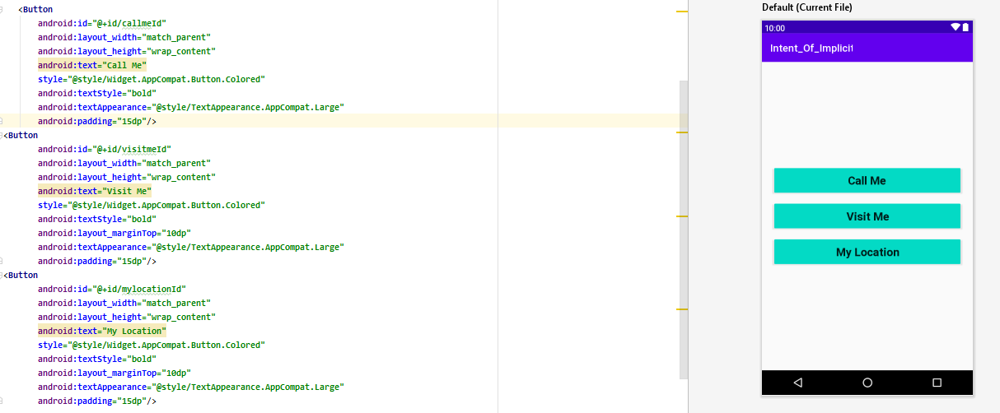 <Button
android:id="@+id/callmeId"
android:layout_width="match_parent"
android:layout_height="wrap_content"
android:text="Call Me"
style="@style/Widget.AppCompat.Button.Colored"
android:textStyle="bold"
android:textAppearance="@style/TextAppearance.AppCompat.Large"
android:padding="15dp"/>
<Button
android:id="@+id/visitmeId"
android:layout_width="match_parent"
android:layout_height="wrap_content"
android:text="Visit Me"
style="@style/Widget.AppCompat.Button.Colored"
android:textStyle="bold"
android:layout_marginTop="10dp"
android:textAppearance="@style/TextAppearance.AppCompat.Large"
android:padding="15dp"/>
<Button
android:id="@+id/mylocationId"
android:layout_width="match_parent"
android:layout_height="wrap_content"
android:text="My Location"
style="@style/Widget.AppCompat.Button.Colored"
android:textStyle="bold"
android:layout_marginTop="10dp"
android:textAppearance="@style/TextAppearance.AppCompat.Large"
android:padding="15dp"/>
Default (Current File)
10:00
Intent_Of_Implicit
Call Me
Visit Me
My Location